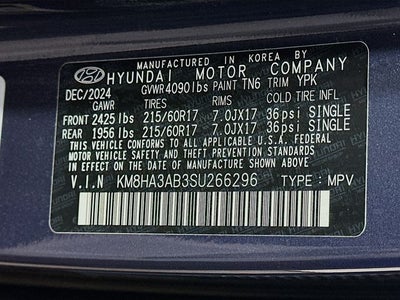 MANUFACTURED IN KOREA BY
HYUNDAI MOTOR COMPANY
DEC/2024 GVWR4090lbs PAINT TN6 TRIM YPK
GAWR TIRES RIMS COLD TIRE INFL
FRONT 2425lbs 215/60R17 7.0JX17 36psi SINGLE
REAR 1956lbs 215/60R17 7.0JX17 36psi SINGLE
THIS VEHICLE CONFORMS TO ALL APPLICABLE U.S.
FEDERAL MOTOR VEHICLE SAFETY AND THEFT PREVENTION
STANDARDS IN EFFECT ON THE DATE OF MANUFACTURE
SHOWN ABOVE.
V.I.N KM8HA3AB3SU266296 TYPE:MPV